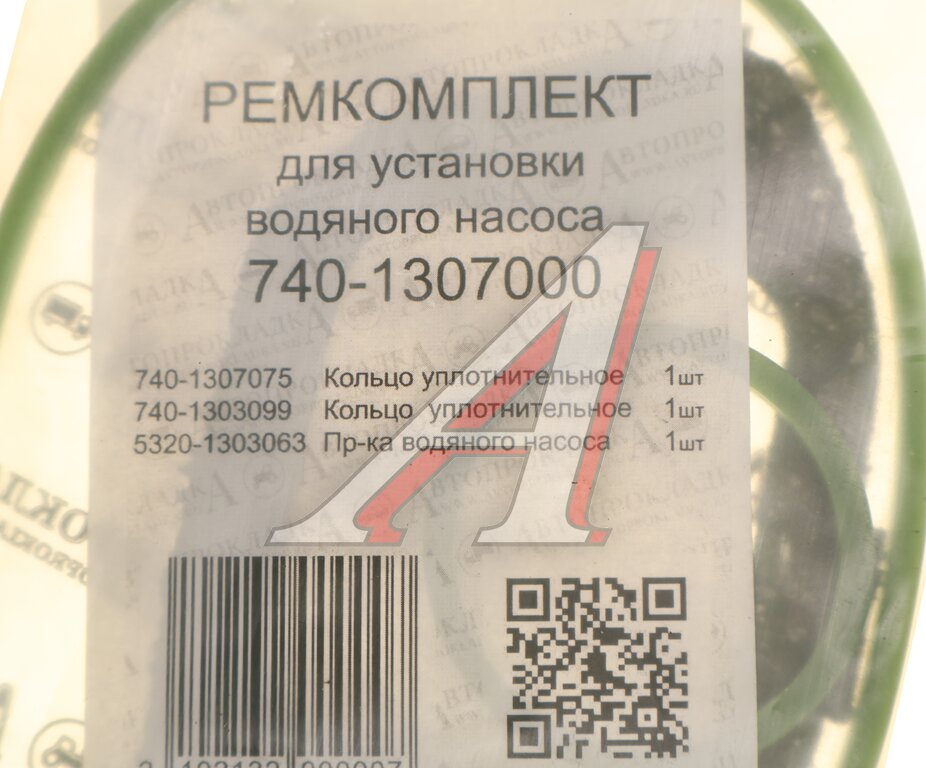 РЕМКОМПЛЕКТ
для установки
водяного насоса
740-1307000
740-1307075 Кольцо уплотнительное 1шт
740-1303099 Кольцо уплотнительное 1шт
5320-1303063 Пр-ка водяного насоса 1шт